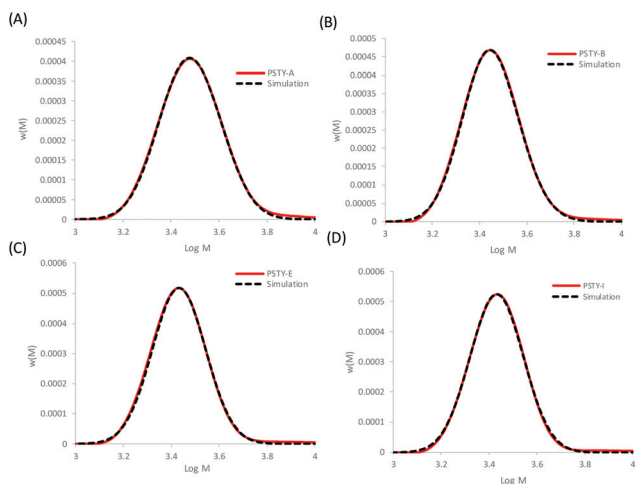 (A)
0.00045
0.0004
0.00035
0.0003
0.00025
0.0002
0.00015
0.0001
0.00005
0
w(M)
PSTY-A
Simulation
3 3.2 3.4 3.6 3.8 4
Log M
(B)
0.0005
0.00045
0.0004
0.00035
0.0003
0.00025
0.0002
0.00015
0.0001
0.00005
0
w(M)
PSTY-B
Simulation
3 3.2 3.4 3.6 3.8 4
Log M
(C)
0.0006
0.0005
0.0004
0.0003
0.0002
0.0001
0
w(M)
PSTY-E
Simulation
3 3.2 3.4 3.6 3.8 4
Log M
(D)
0.0006
0.0005
0.0004
0.0003
0.0002
0.0001
0
w(M)
PSTY-I
Simulation
3 3.2 3.4 3.6 3.8 4
Log M